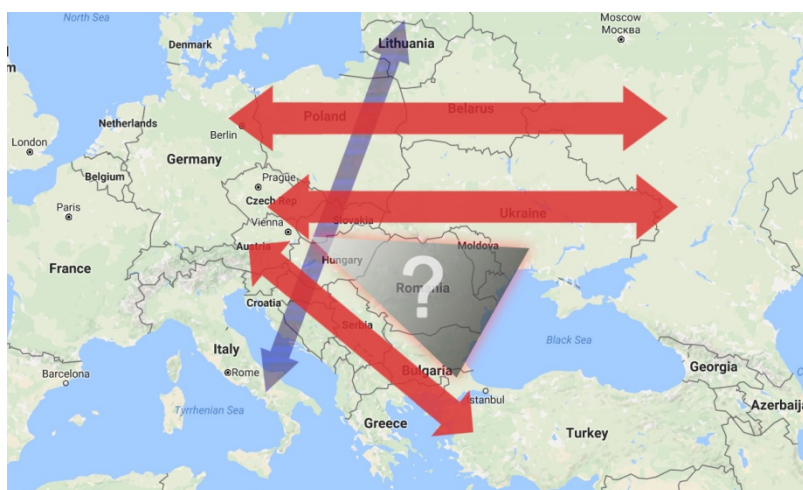 North Sea
Moscow
Москва
Denmark
Lithuania
Netherlands
Berlin
Poland
Belarus
London
m
Germany
Belgium
Prague
Czech Rep
Paris
Vienna
Slovakia
Ukraine
Austria
France
Hungary
Moldova
?
Romania
Croatia
Serbia
Italy
Black Sea
Barcelona
Rome
Bulgaria
Georgia
Istanbul
Tyrrhenian Sea
Azerbaij
Greece
Turkey